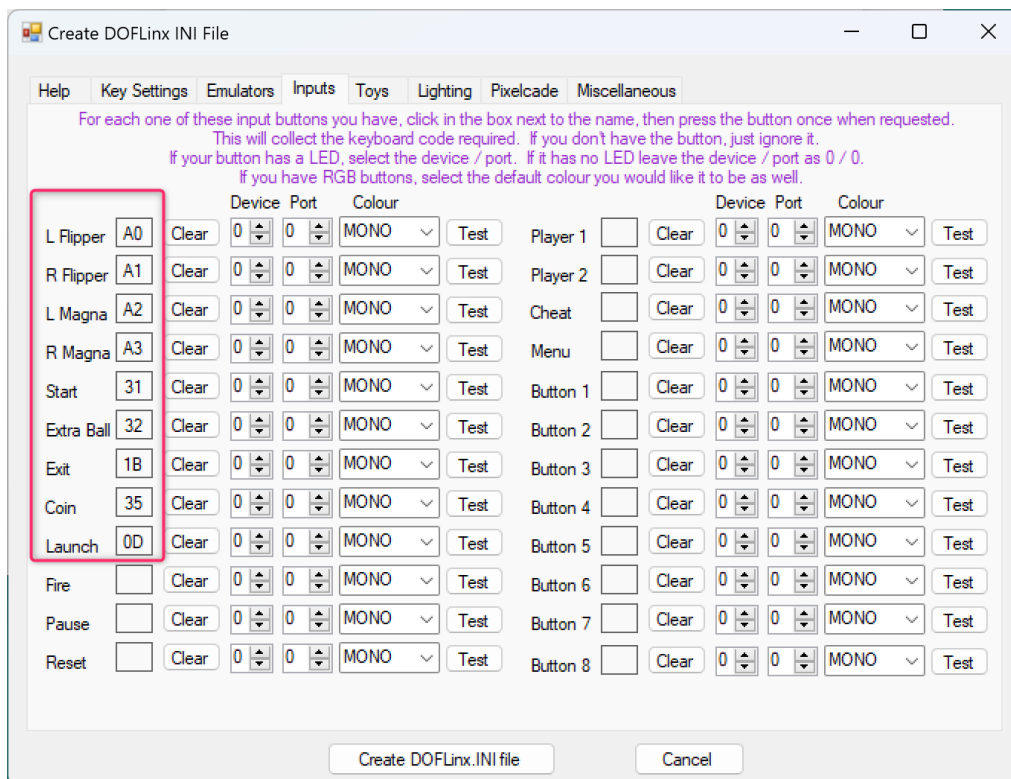 Create DOFLinx INI File
Help Key Settings Emulators Inputs Toys Lighting Pixelcade Miscellaneous
For each one of these input buttons you have, click in the box next to the name, then press the button once when requested.
This will collect the keyboard code required. If you don't have the button, just ignore it.
If your button has a LED, select the device / port. If it has no LED leave the device / port as 0 / 0.
If you have RGB buttons, select the default colour you would like it to be as well.
Device Port Colour Device Port Colour
L Flipper A0 Clear 0 0 MONO Test Player 1 Clear 0 0 MONO Test
R Flipper A1 Clear 0 0 MONO Test Player 2 Clear 0 0 MONO Test
L Magna A2 Clear 0 0 MONO Test Cheat Clear 0 0 MONO Test
R Magna A3 Clear 0 0 MONO Test Menu Clear 0 0 MONO Test
Start 31 Clear 0 0 MONO Test Button 1 Clear 0 0 MONO Test
Extra Ball 32 Clear 0 0 MONO Test Button 2 Clear 0 0 MONO Test
Exit 1B Clear 0 0 MONO Test Button 3 Clear 0 0 MONO Test
Coin 35 Clear 0 0 MONO Test Button 4 Clear 0 0 MONO Test
Launch 0D Clear 0 0 MONO Test Button 5 Clear 0 0 MONO Test
Fire Clear 0 0 MONO Test Button 6 Clear 0 0 MONO Test
Pause Clear 0 0 MONO Test Button 7 Clear 0 0 MONO Test
Reset Clear 0 0 MONO Test Button 8 Clear 0 0 MONO Test
Create DOFLinx.INI file Cancel